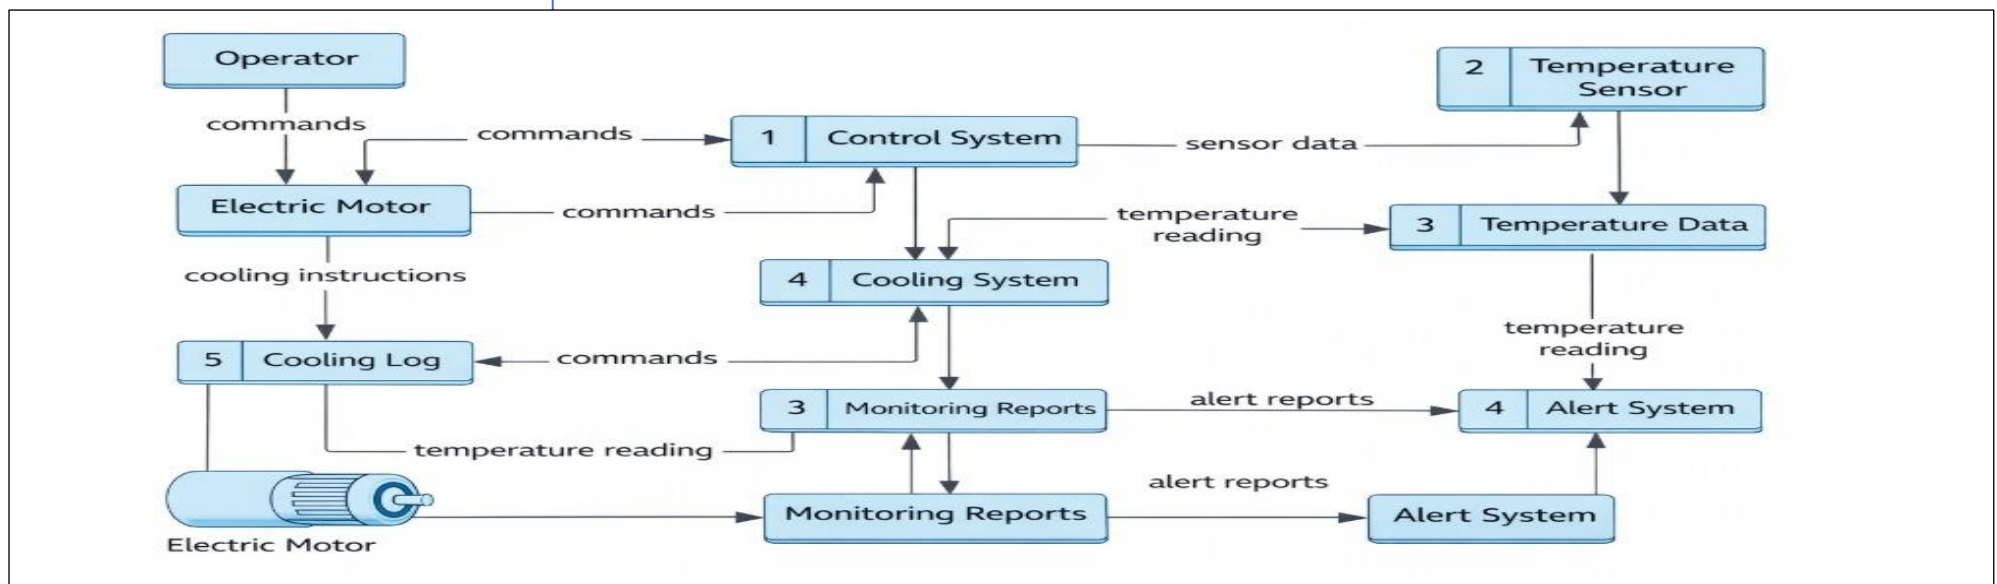 Operator
2 Temperature
Sensor
commands
commands
1 Control System
sensor data
Electric Motor
commands
temperature
reading
3 Temperature Data
cooling instructions
4 Cooling System
temperature
reading
5 Cooling Log
commands
3 Monitoring Reports
alert reports
4 Alert System
temperature reading
alert reports
Monitoring Reports
Alert System
Electric Motor